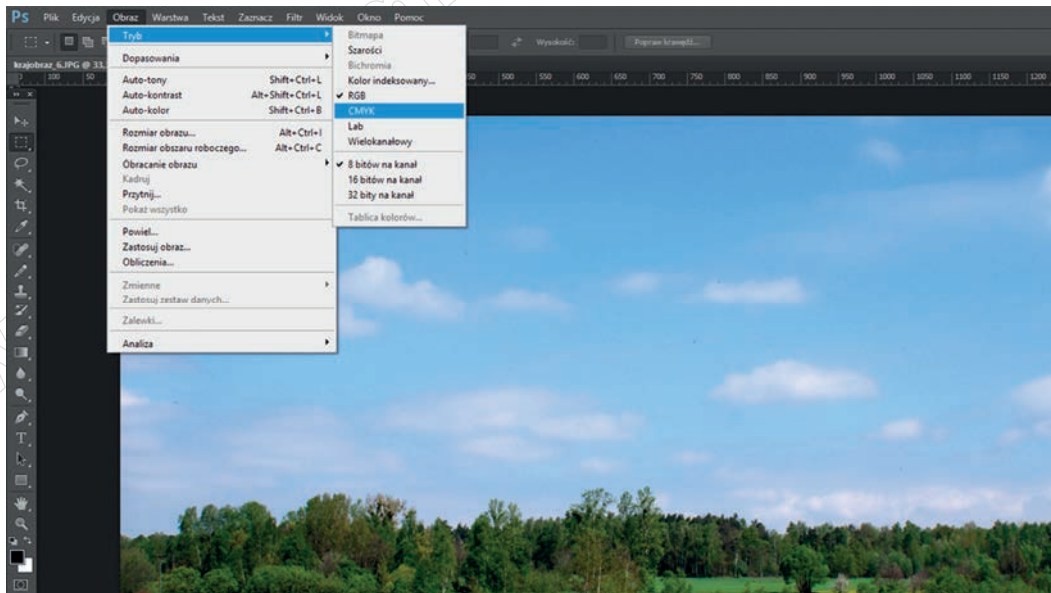 Ps Plik Edycja Obraz Warstwa Tekst Zaznacz Filtr Widok Okno Pomoc
Wysokość: Popraw krawędź...
krajobraz_6.JPG @ 33,
Tryb
Dopasowania
Auto-tony Shift+Ctrl+L
Auto-kontrast Alt+Shift+Ctrl+L
Auto-kolor Shift+Ctrl+B
Rozmiar obrazu... Alt+Ctrl+I
Rozmiar obszaru roboczego... Alt+Ctrl+C
Obracanie obrazu
Kadruj
Przytnij...
Pokaż wszystko
Powiel...
Zastosuj obraz...
Obliczenia...
Zmienne
Zastosuj zestaw danych...
Zalewki...
Analiza
Bitmapa
Szarości
Bichromia
Kolor indeksowany...
RGB
CMYK
Lab
Wielokanałowy
8 bitów na kanał
16 bitów na kanał
32 bity na kanał
Tablica kolorów...
100 50 500 550 600 650 700 750 800 850 900 950 1000 1050 1100 1150 1200